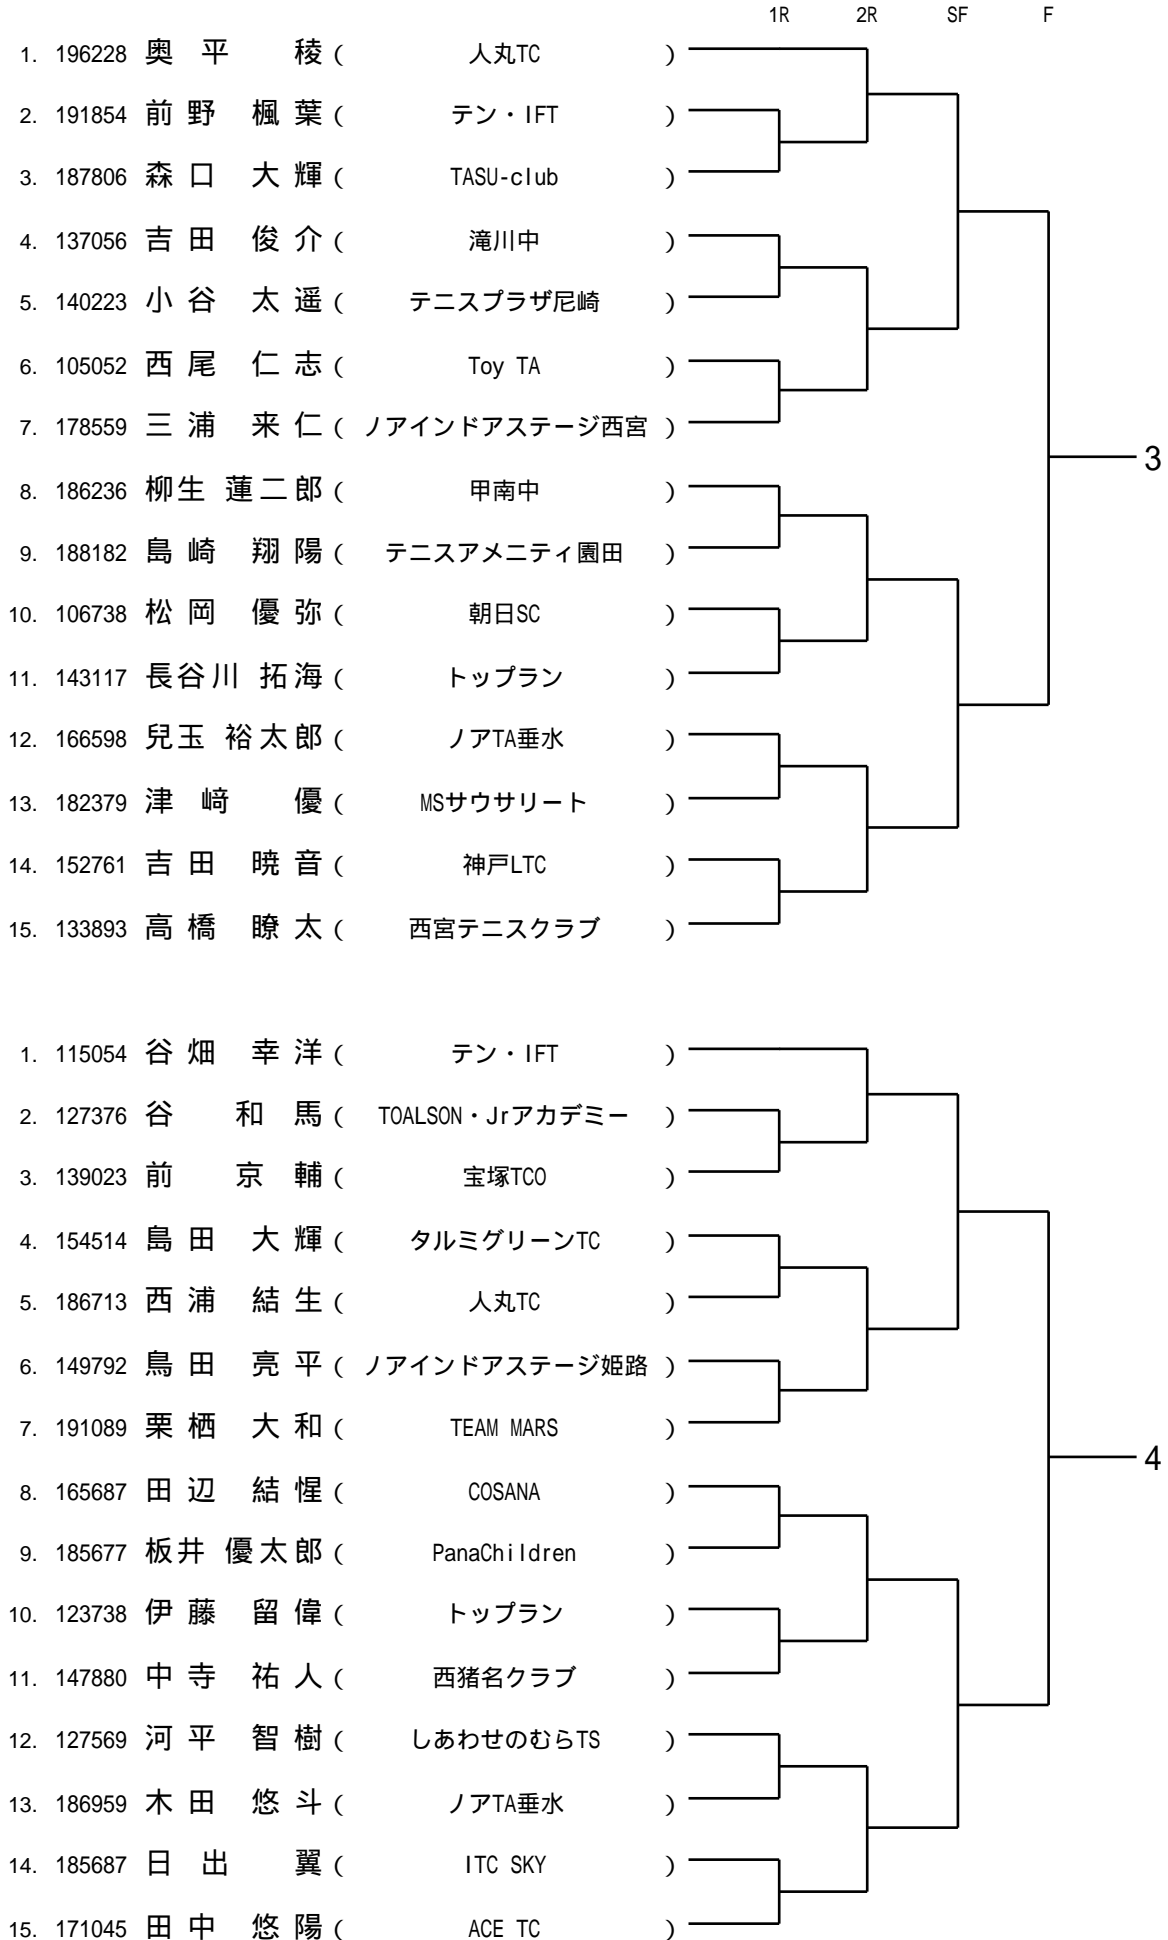 1R 2R SF F
1. 196228 奥 平 稜 ( 人丸TC )
2. 191854 前 野 楓 葉 ( テン・IFT )
3. 187806 森 口 大 輝 ( TASU-club )
4. 137056 吉 田 俊 介 ( 滝川中 )
5. 140223 小 谷 太 遥 ( テニスプラザ尼崎 )
6. 105052 西 尾 仁 志 ( Toy TA )
7. 178559 三 浦 来 仁 ( ノアインドアステージ西宮 )
3
8. 186236 柳生 蓮二郎 ( 甲南中 )
9. 188182 島 崎 翔 陽 ( テニスアメニティ園田 )
10. 106738 松 岡 優 弥 ( 朝日SC )
11. 143117 長谷川 拓海 ( トップラン )
12. 166598 兒玉 裕太郎 ( ノアTA垂水 )
13. 182379 津 﨑 優 ( MSサウサリート )
14. 152761 吉 田 暁 音 ( 神戸LTC )
15. 133893 高 橋 瞭 太 ( 西宮テニスクラブ )
1. 115054 谷 畑 幸 洋 ( テン・IFT )
2. 127376 谷 和 馬 ( TOALSON・Jrアカデミー )
3. 139023 前 京 輔 ( 宝塚TCO )
4. 154514 島 田 大 輝 ( タルミグリーンTC )
5. 186713 西 浦 結 生 ( 人丸TC )
6. 149792 鳥 田 亮 平 ( ノアインドアステージ姫路 )
7. 191089 栗 栖 大 和 ( TEAM MARS )
4
8. 165687 田 辺 結 惺 ( COSANA )
9. 185677 板井 優太郎 ( PanaChildren )
10. 123738 伊 藤 留 偉 ( トップラン )
11. 147880 中 寺 祐 人 ( 西猪名クラブ )
12. 127569 河 平 智 樹 ( しあわせのむらTS )
13. 186959 木 田 悠 斗 ( ノアTA垂水 )
14. 185687 日 出 翼 ( ITC SKY )
15. 171045 田 中 悠 陽 ( ACE TC )